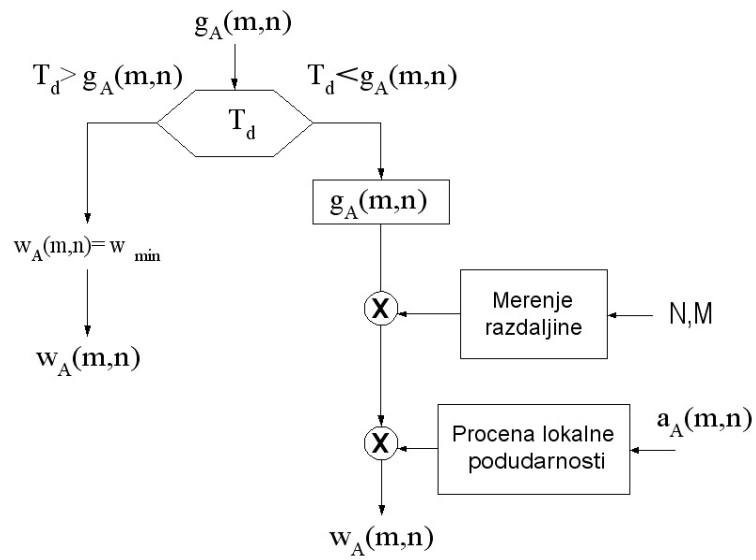 g_A(m,n)
T_d> g_A(m,n)
T_d<g_A(m,n)
T_d
g_A(m,n)
w_A(m,n)=w_min
X
Merenje
razdaljine
N,M
w_A(m,n)
X
Procena lokalne
podudarnosti
a_A(m,n)
w_A(m,n)